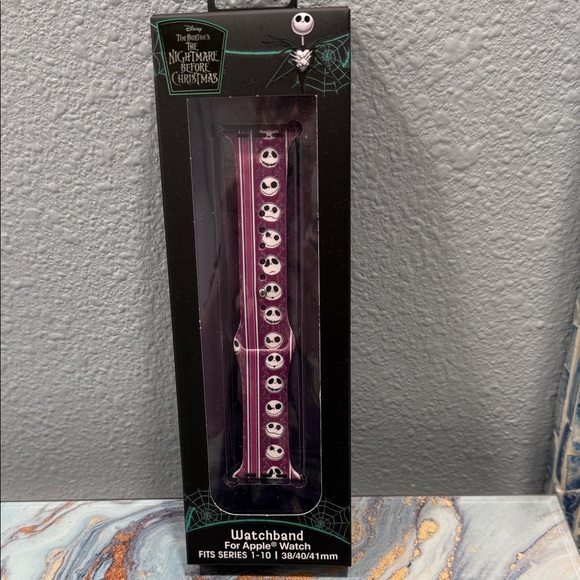 Disney
Tim Burton's
THE
NIGHTMARE
BEFORE
CHRISTMAS
Watchband
For Apple® Watch
FITS SERIES 1-10 | 38/40/41mm